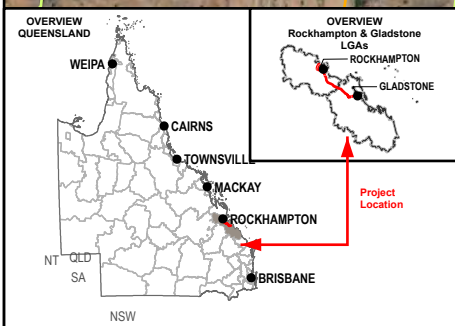 OVERVIEW
QUEENSLAND
WEIPA
CAIRNS
TOWNSVILLE
MACKAY
ROCKHAMPTON
BRISBANE
NT
QLD
SA
NSW
OVERVIEW
Rockhampton & Gladstone
LGAs
ROCKHAMPTON
GLADSTONE
Project
Location